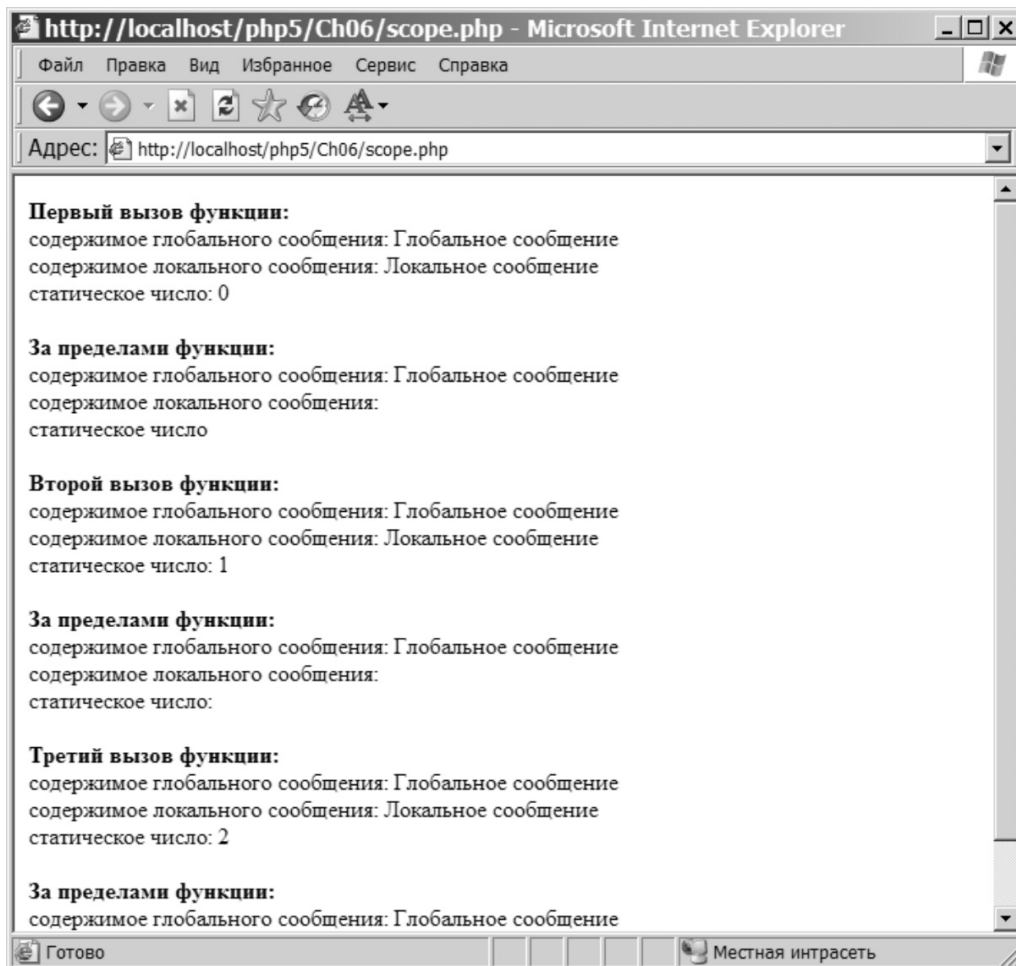 http://localhost/php5/Ch06/scope.php - Microsoft Internet Explorer
Файл Правка Вид Избранное Сервис Справка
Адрес: http://localhost/php5/Ch06/scope.php
Первый вызов функции:
содержимое глобального сообщения: Глобальное сообщение
содержимое локального сообщения: Локальное сообщение
статическое число: 0
За пределами функции:
содержимое глобального сообщения: Глобальное сообщение
содержимое локального сообщения:
статическое число
Второй вызов функции:
содержимое глобального сообщения: Глобальное сообщение
содержимое локального сообщения: Локальное сообщение
статическое число: 1
За пределами функции:
содержимое глобального сообщения: Глобальное сообщение
содержимое локального сообщения:
статическое число:
Третий вызов функции:
содержимое глобального сообщения: Глобальное сообщение
содержимое локального сообщения: Локальное сообщение
статическое число: 2
За пределами функции:
содержимое глобального сообщения: Глобальное сообщение
Готово Местная интрасеть